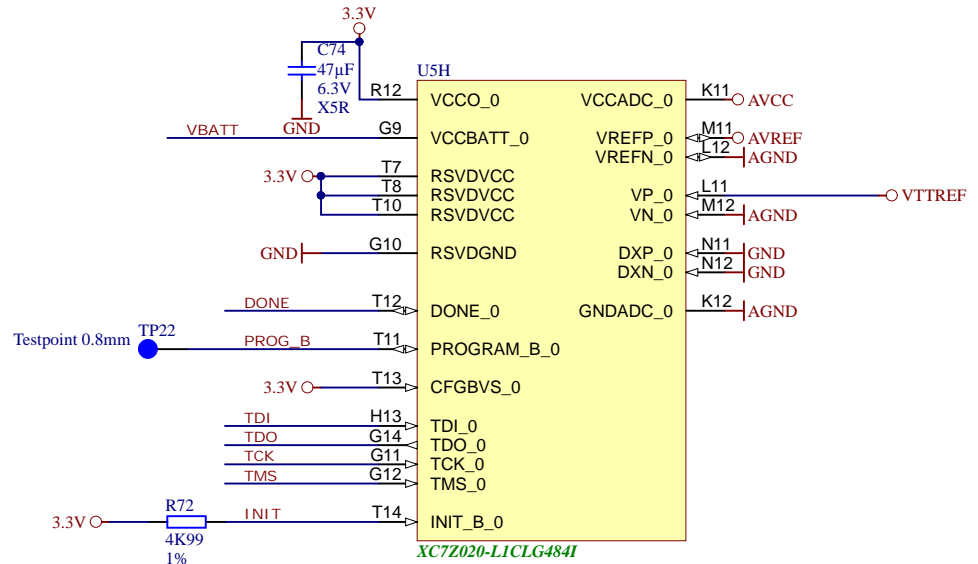 3.3V
C74
47µF
6.3V
X5R
GND
U5H
R12 VCCO_0 VCCADC_0 K11 AVCC
VBATT G9 VCCBATT_0 VREFP_0 M11 AVREF
VREFN_0 L12 AGND
3.3V T7 RSVDVCC
T8 RSVDVCC VP_0 L11 VTTREF
T10 RSVDVCC VN_0 M12 AGND
GND G10 RSVDGND DXP_0 N11 GND
DXN_0 N12 GND
DONE T12 DONE_0 GNDADC_0 K12 AGND
Testpoint 0.8mm TP22 PROG_B T11 PROGRAM_B_0
3.3V T13 CFGBVS_0
TDI H13 TDI_0
TDO G14 TDO_0
TCK G11 TCK_0
TMS G12 TMS_0
3.3V R72 INIT T14 INIT_B_0
4K99
1%
XC7Z020-L1CLG484I